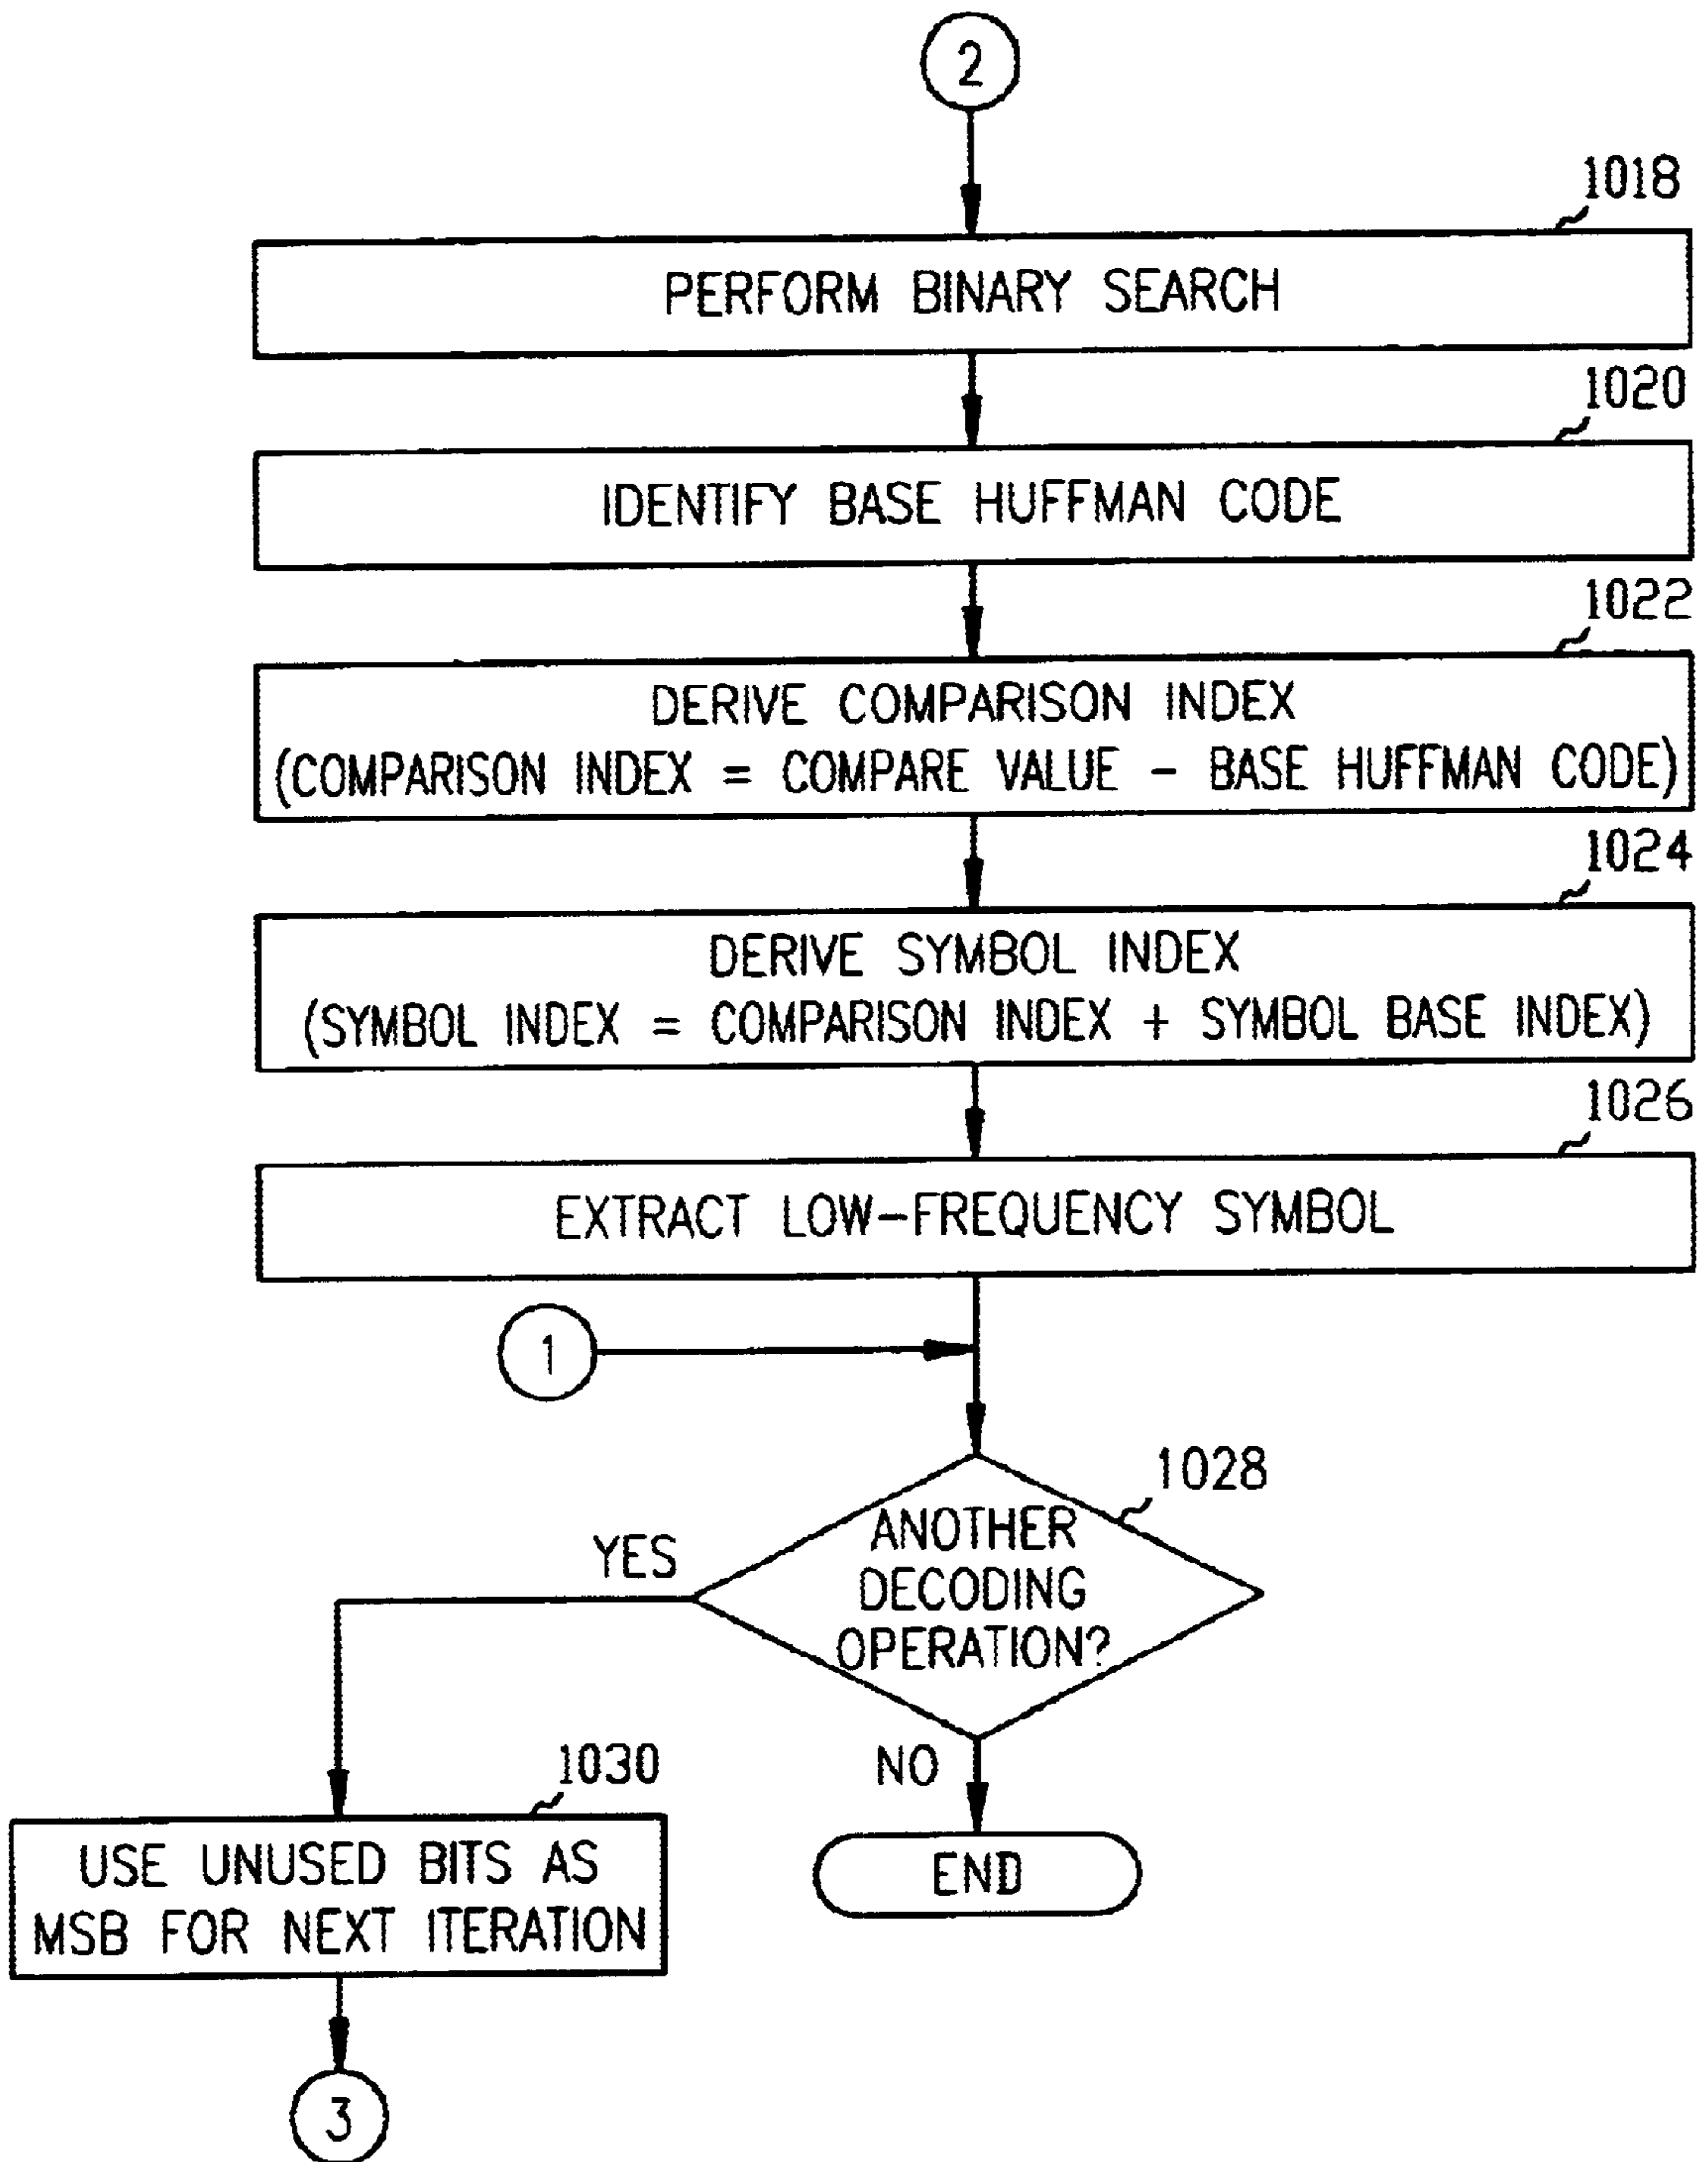 2
1018
PERFORM BINARY SEARCH
1020
IDENTIFY BASE HUFFMAN CODE
1022
DERIVE COMPARISON INDEX
(COMPARISON INDEX = COMPARE VALUE - BASE HUFFMAN CODE)
1024
DERIVE SYMBOL INDEX
(SYMBOL INDEX = COMPARISON INDEX + SYMBOL BASE INDEX)
1026
EXTRACT LOW-FREQUENCY SYMBOL
1
1028
ANOTHER
DECODING
OPERATION?
YES
NO
1030
USE UNUSED BITS AS
MSB FOR NEXT ITERATION
END
3